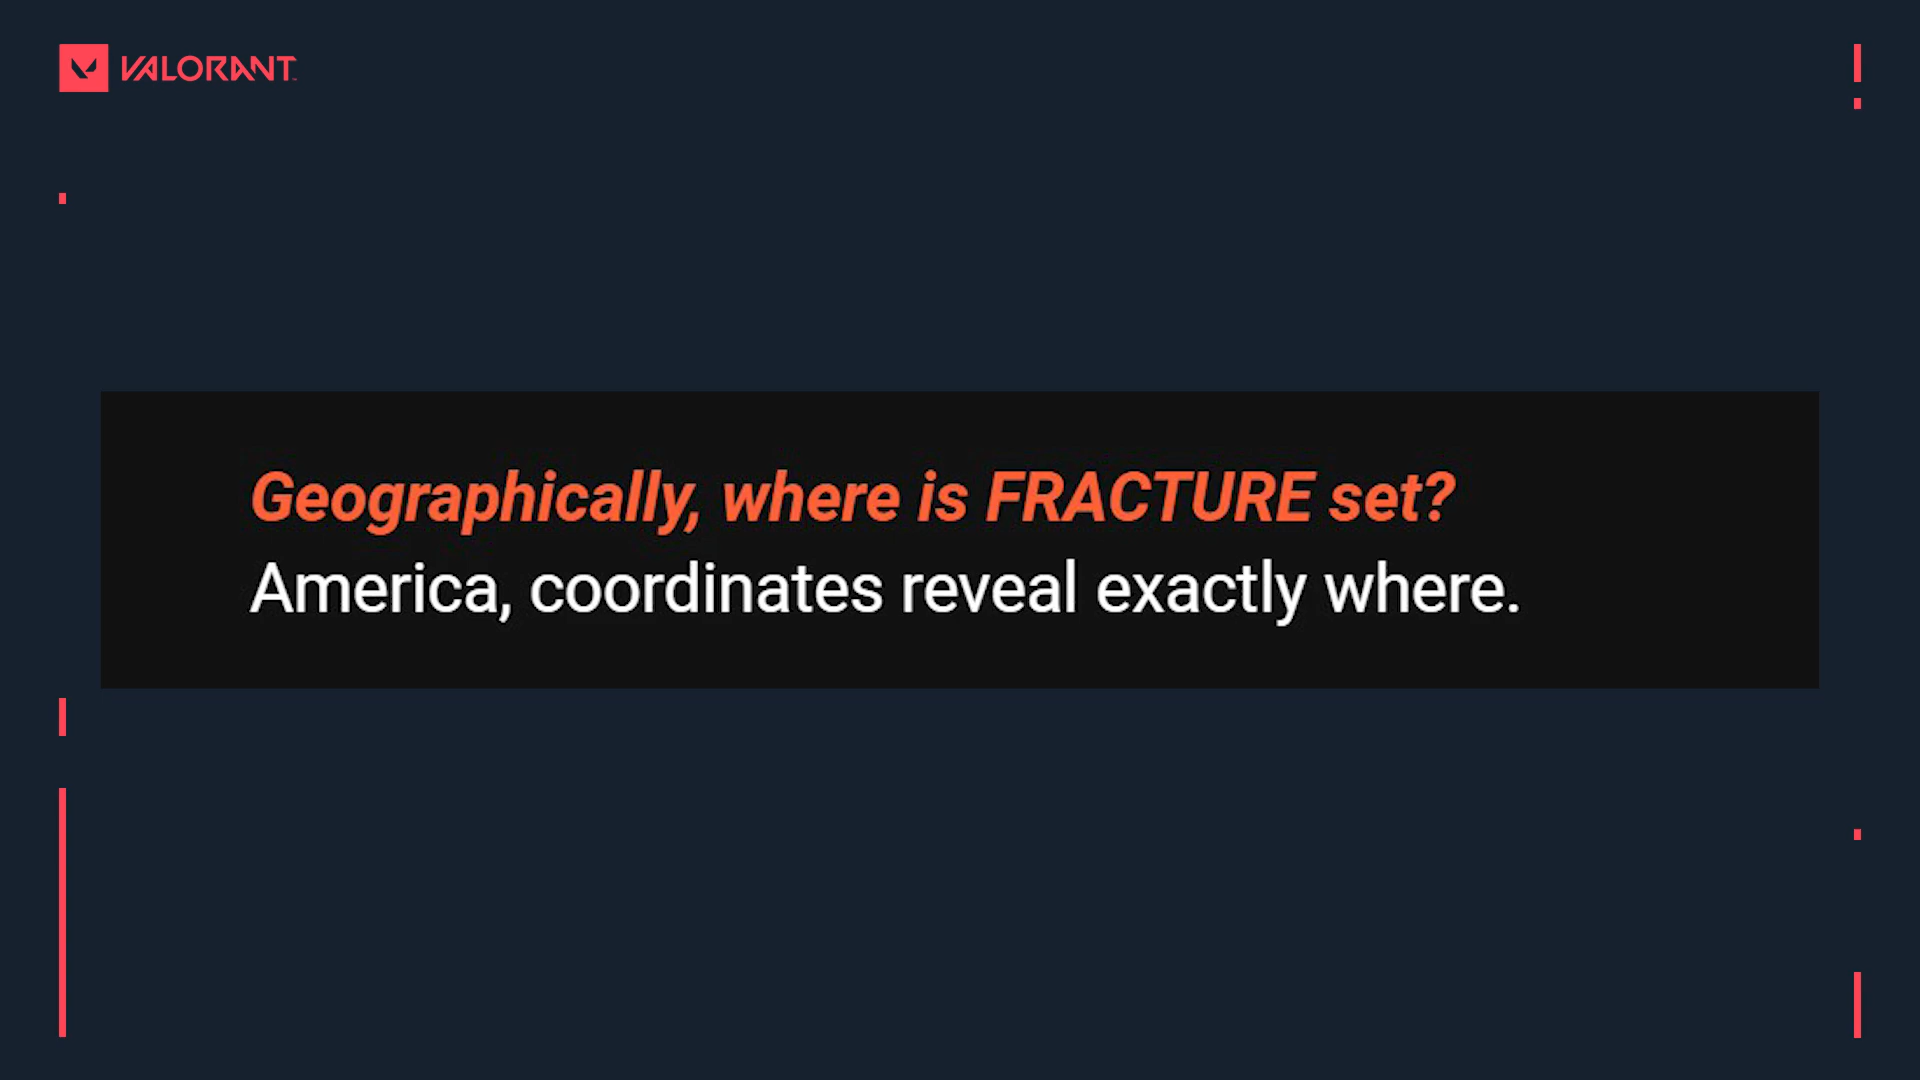 VALORANT
Geographically, where is FRACTURE set?
America, coordinates reveal exactly where.